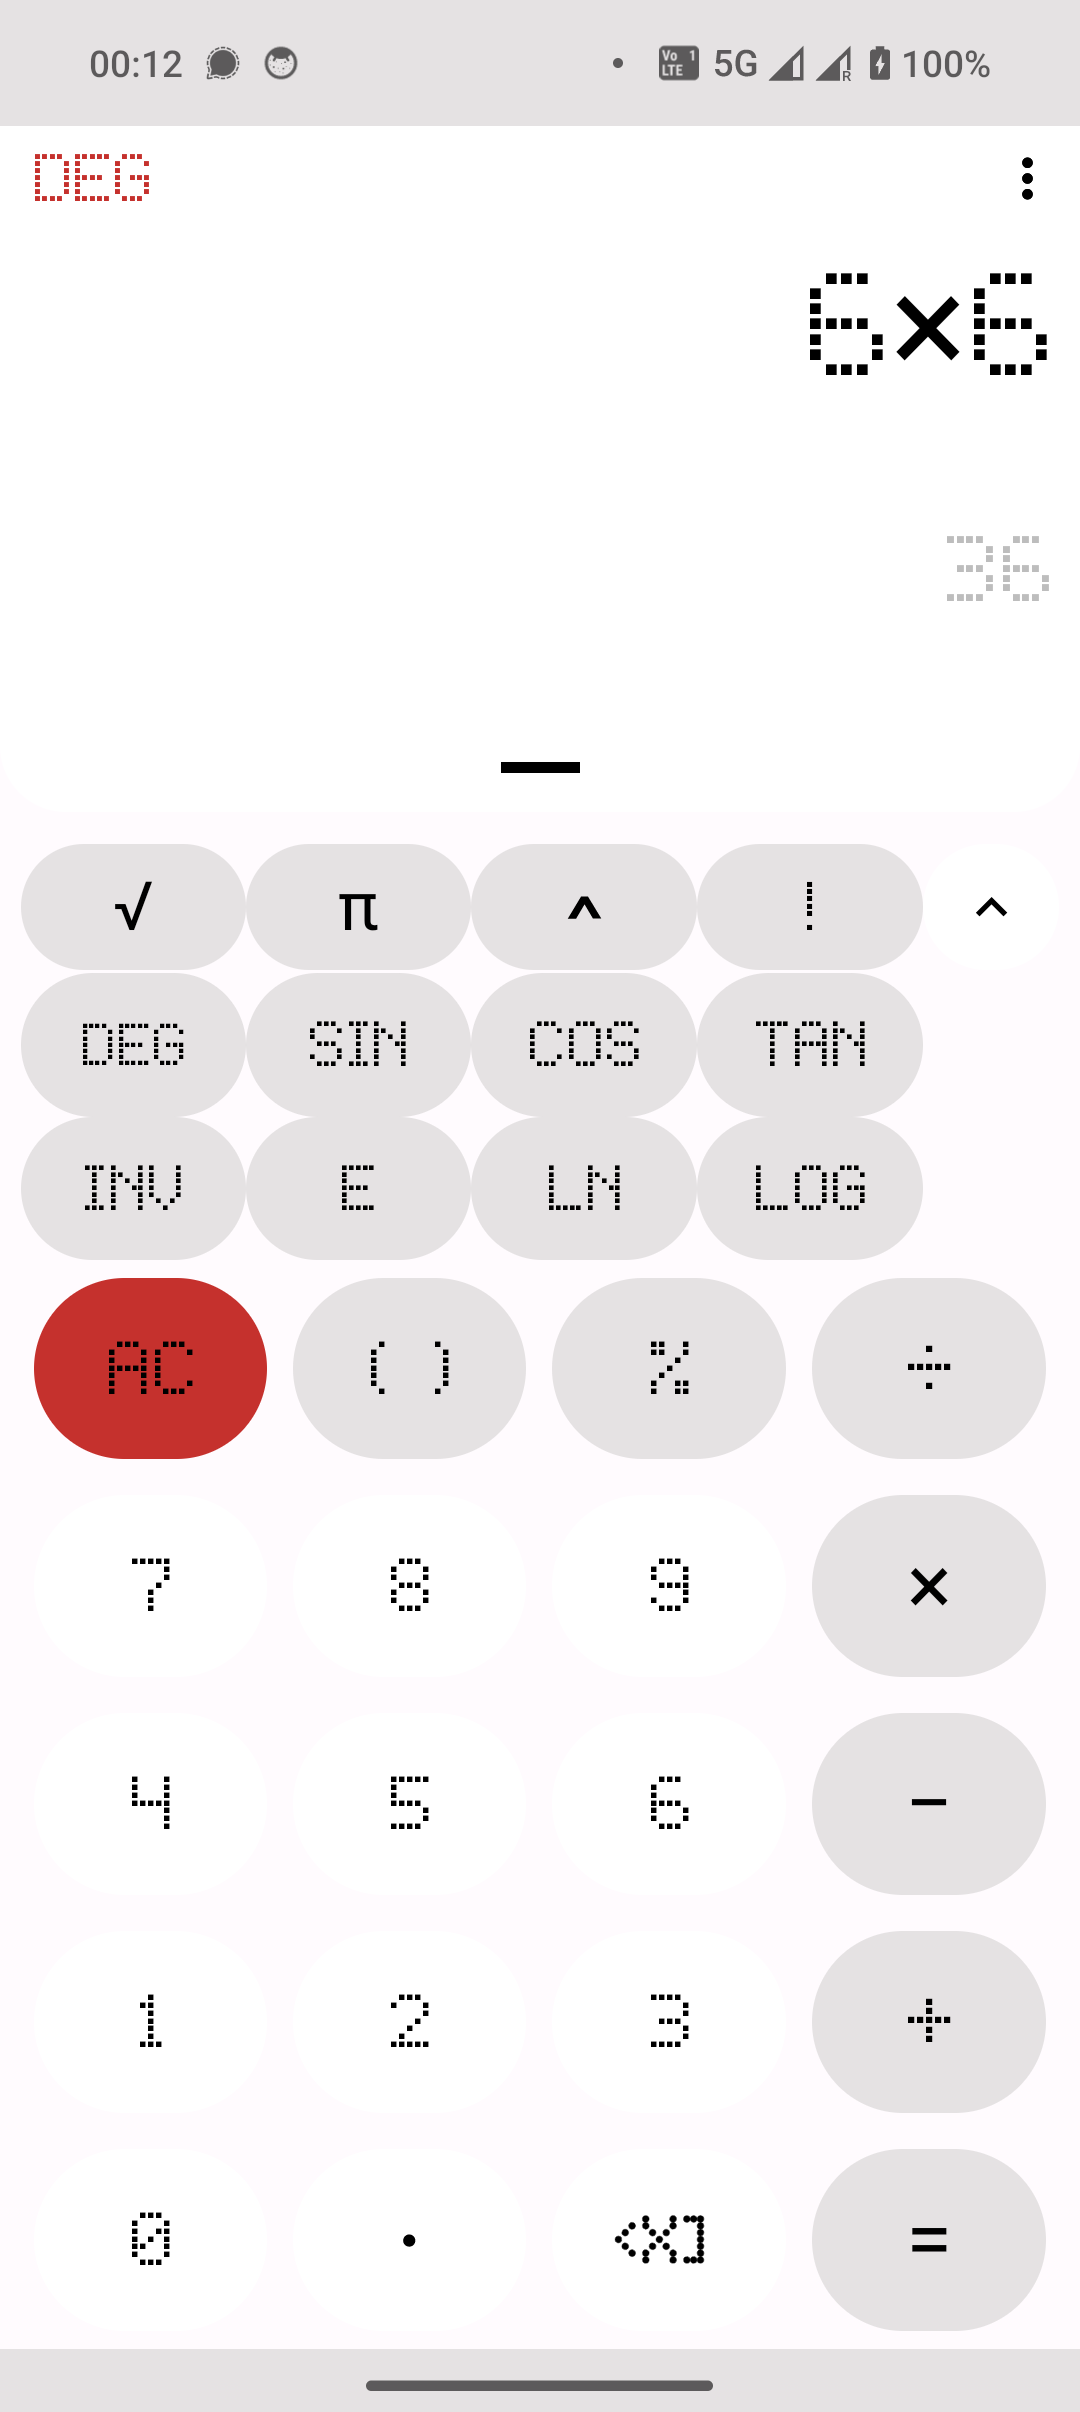 00:12 Vo 1 LTE 5G R 100%
DEG
6×6
36
√ π ^ !
DEG SIN COS TAN
INV E LN LOG
AC ( ) % ÷
7 8 9 ×
4 5 6 −
1 2 3 +
0 . =